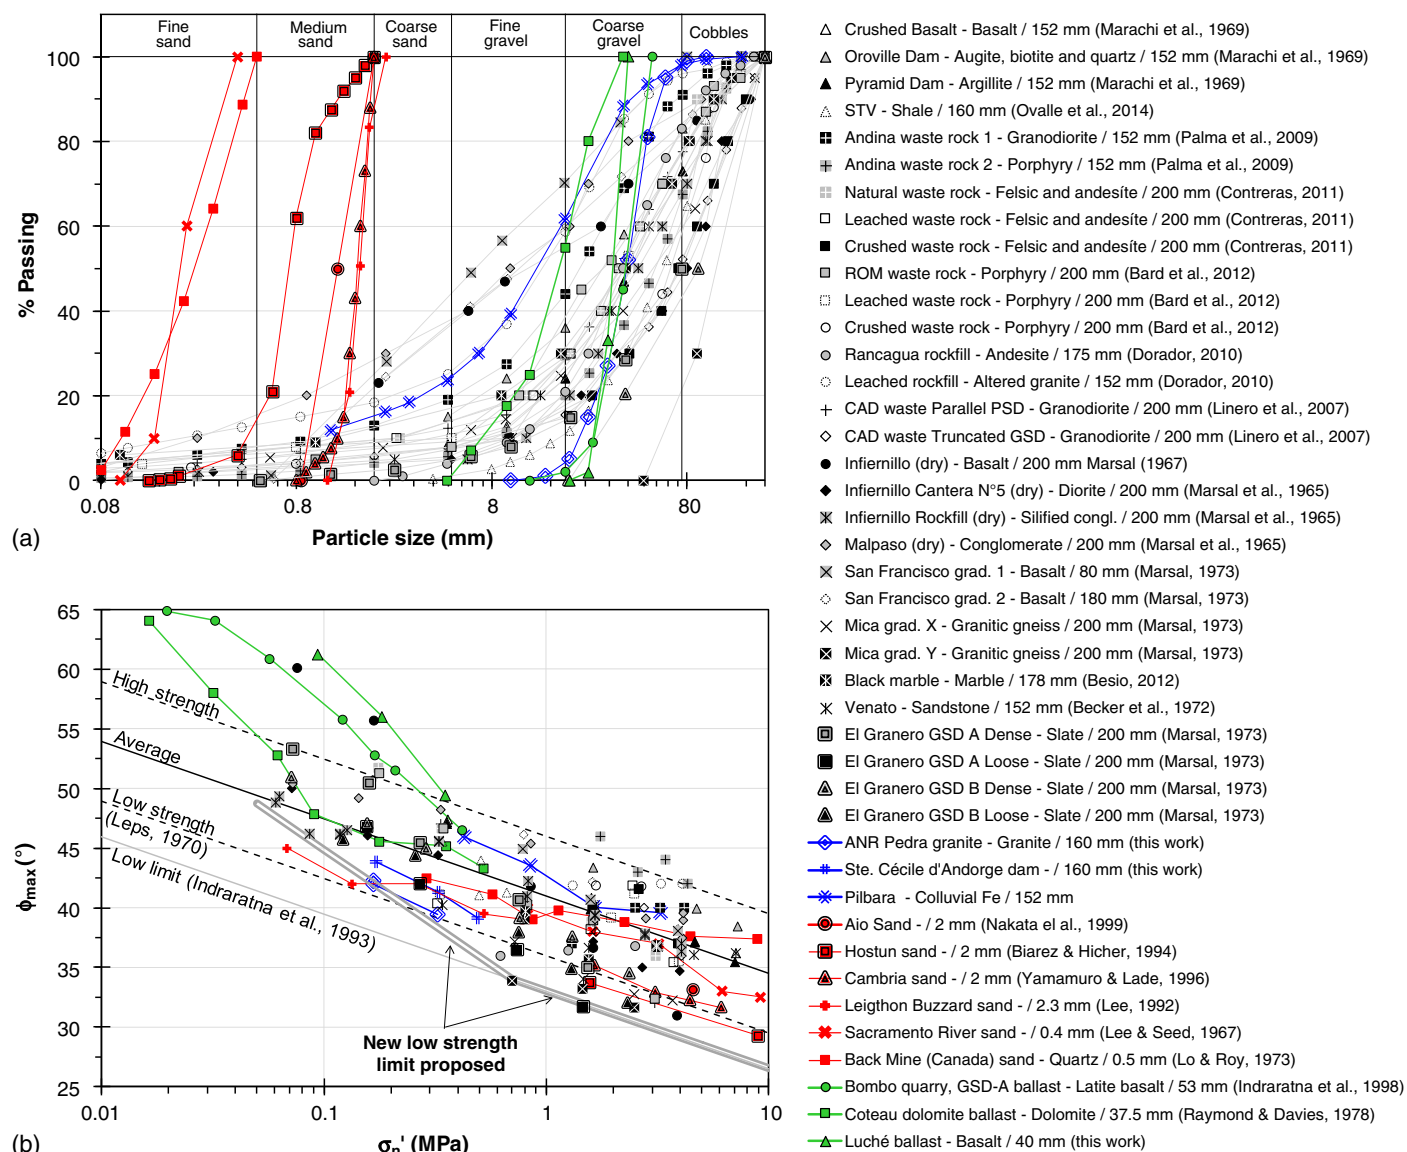 Fine sand
Medium sand
Coarse sand
Fine gravel
Coarse gravel
Cobbles
100
80
60
40
20
0
% Passing
0.08
0.8
8
80
(a)
Particle size (mm)
65
60
55
50
45
40
35
30
25
ϕmax (°)
High strength
Average
Low strength
(Leps, 1970)
Low limit (Indraratna et al., 1993)
New low strength
limit proposed
0.01
0.1
1
10
(b)
σn' (MPa)
Crushed Basalt - Basalt / 152 mm (Marachi et al., 1969)
Oroville Dam - Augite, biotite and quartz / 152 mm (Marachi et al., 1969)
Pyramid Dam - Argillite / 152 mm (Marachi et al., 1969)
STV - Shale / 160 mm (Ovalle et al., 2014)
Andina waste rock 1 - Granodiorite / 152 mm (Palma et al., 2009)
Andina waste rock 2 - Porphyry / 152 mm (Palma et al., 2009)
Natural waste rock - Felsic and andesíte / 200 mm (Contreras, 2011)
Leached waste rock - Felsic and andesíte / 200 mm (Contreras, 2011)
Crushed waste rock - Felsic and andesíte / 200 mm (Contreras, 2011)
ROM waste rock - Porphyry / 200 mm (Bard et al., 2012)
Leached waste rock - Porphyry / 200 mm (Bard et al., 2012)
Crushed waste rock - Porphyry / 200 mm (Bard et al., 2012)
Rancagua rockfill - Andesite / 175 mm (Dorador, 2010)
Leached rockfill - Altered granite / 152 mm (Dorador, 2010)
CAD waste Parallel PSD - Granodiorite / 200 mm (Linero et al., 2007)
CAD waste Truncated GSD - Granodiorite / 200 mm (Linero et al., 2007)
Infiernillo (dry) - Basalt / 200 mm Marsal (1967)
Infiernillo Cantera N°5 (dry) - Diorite / 200 mm (Marsal et al., 1965)
Infiernillo Rockfill (dry) - Silified congl. / 200 mm (Marsal et al., 1965)
Malpaso (dry) - Conglomerate / 200 mm (Marsal et al., 1965)
San Francisco grad. 1 - Basalt / 80 mm (Marsal, 1973)
San Francisco grad. 2 - Basalt / 180 mm (Marsal, 1973)
Mica grad. X - Granitic gneiss / 200 mm (Marsal, 1973)
Mica grad. Y - Granitic gneiss / 200 mm (Marsal, 1973)
Black marble - Marble / 178 mm (Besio, 2012)
Venato - Sandstone / 152 mm (Becker et al., 1972)
El Granero GSD A Dense - Slate / 200 mm (Marsal, 1973)
El Granero GSD A Loose - Slate / 200 mm (Marsal, 1973)
El Granero GSD B Dense - Slate / 200 mm (Marsal, 1973)
El Granero GSD B Loose - Slate / 200 mm (Marsal, 1973)
ANR Pedra granite - Granite / 160 mm (this work)
Ste. Cécile d'Andorge dam - / 160 mm (this work)
Pilbara - Colluvial Fe / 152 mm
Aio Sand - / 2 mm (Nakata el al., 1999)
Hostun sand - / 2 mm (Biarez & Hicher, 1994)
Cambria sand - / 2 mm (Yamamuro & Lade, 1996)
Leigthon Buzzard sand - / 2.3 mm (Lee, 1992)
Sacramento River sand - / 0.4 mm (Lee & Seed, 1967)
Back Mine (Canada) sand - Quartz / 0.5 mm (Lo & Roy, 1973)
Bombo quarry, GSD-A ballast - Latite basalt / 53 mm (Indraratna et al., 1998)
Coteau dolomite ballast - Dolomite / 37.5 mm (Raymond & Davies, 1978)
Luché ballast - Basalt / 40 mm (this work)